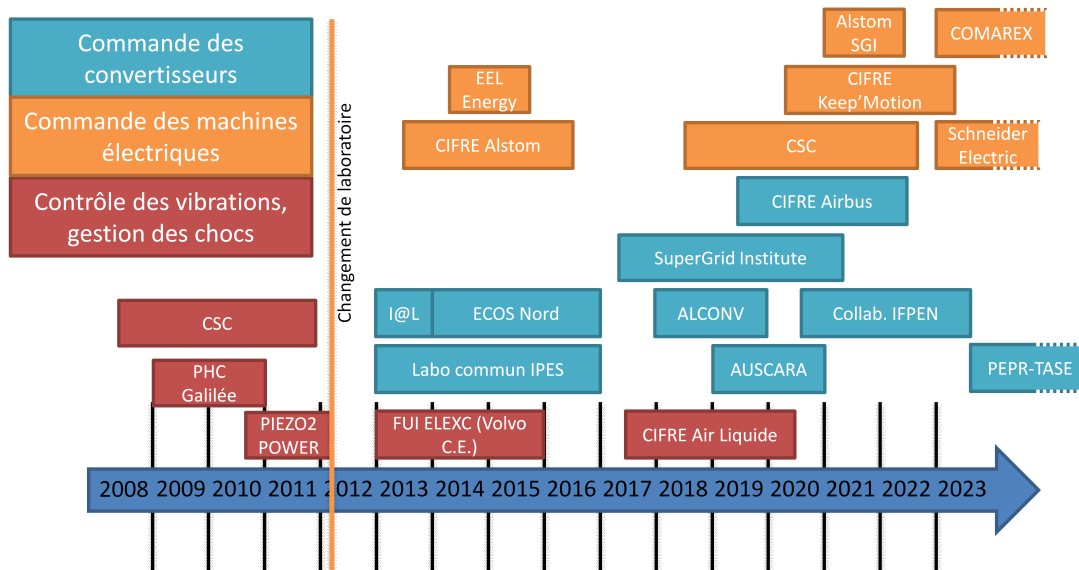 Commande des
convertisseurs
Commande des machines
électriques
Contrôle des vibrations,
gestion des chocs
Changement de laboratoire
Alstom
SGI
COMAREX
EEL
Energy
CIFRE
Keep’Motion
CIFRE Alstom
CSC
Schneider
Electric
CIFRE Airbus
SuperGrid Institute
CSC
I@L
ECOS Nord
ALCONV
Collab. IFPEN
PHC
Galilée
Labo commun IPES
AUSCARA
PEPR-TASE
PIEZO2
POWER
FUI ELEXC (Volvo
C.E.)
CIFRE Air Liquide
2008 2009 2010 2011 2012 2013 2014 2015 2016 2017 2018 2019 2020 2021 2022 2023